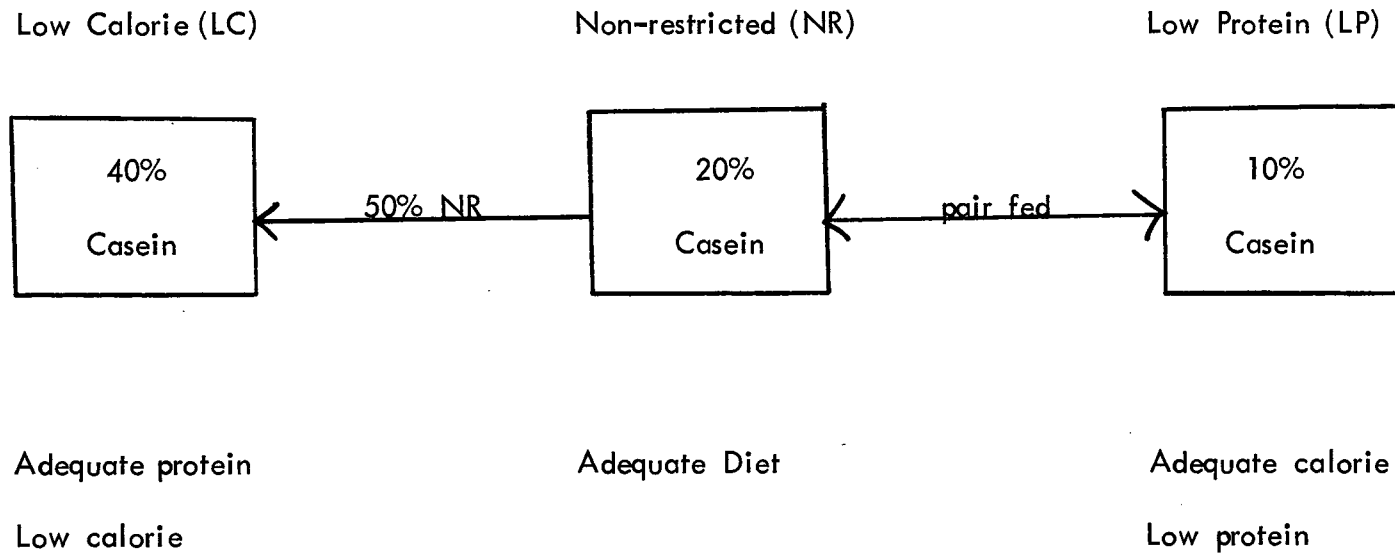 Low Calorie (LC)
Non-restricted (NR)
Low Protein (LP)
40%
Casein
50% NR
20%
Casein
pair fed
10%
Casein
Adequate protein
Low calorie
Adequate Diet
Adequate calorie
Low protein